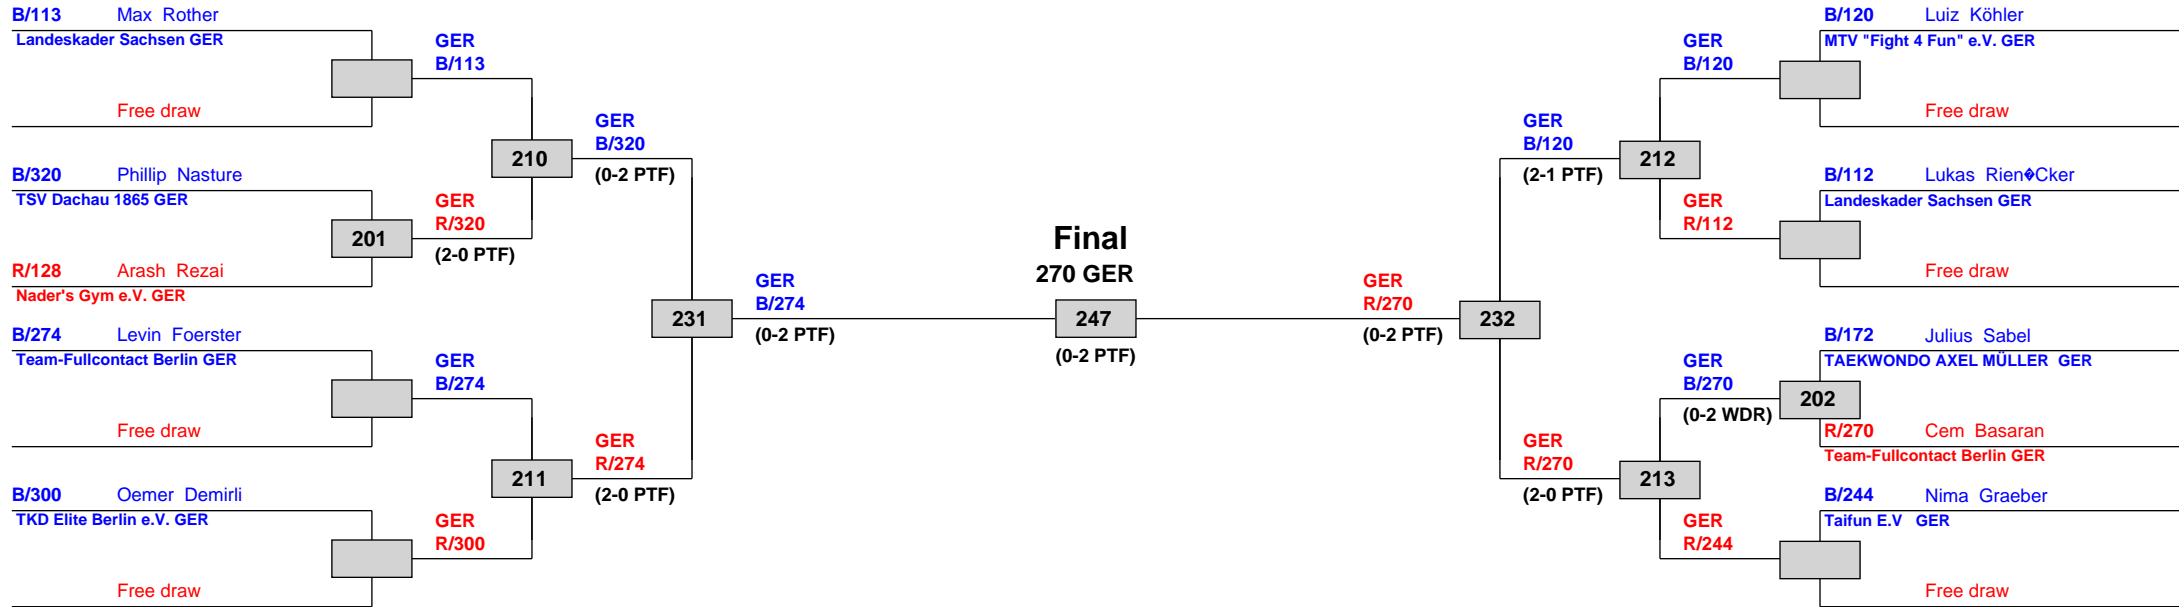 B/113 Max Rother
Landeskader Sachsen GER
Free draw
B/320 Phillip Nasture
TSV Dachau 1865 GER
201
R/128 Arash Rezai
Nader's Gym e.V. GER
B/274 Levin Foerster
Team-Fullcontact Berlin GER
Free draw
B/300 Oemer Demirli
TKD Elite Berlin e.V. GER
Free draw
GER
B/113
210
GER
R/320
(2-0 PTF)
GER
B/274
211
GER
R/300
GER
B/320
(0-2 PTF)
231
GER
R/274
(2-0 PTF)
GER
B/274
(0-2 PTF)
Final
270 GER
247
(0-2 PTF)
GER
R/270
(0-2 PTF)
232
GER
B/120
(2-1 PTF)
212
GER
R/270
(2-0 PTF)
213
GER
B/120
GER
R/112
GER
B/270
(0-2 WDR)
202
GER
R/244
B/120 Luiz Köhler
MTV "Fight 4 Fun" e.V. GER
Free draw
B/112 Lukas Rien�Cker
Landeskader Sachsen GER
Free draw
B/172 Julius Sabel
TAEKWONDO AXEL MÜLLER GER
R/270 Cem Basaran
Team-Fullcontact Berlin GER
B/244 Nima Graeber
Taifun E.V GER
Free draw